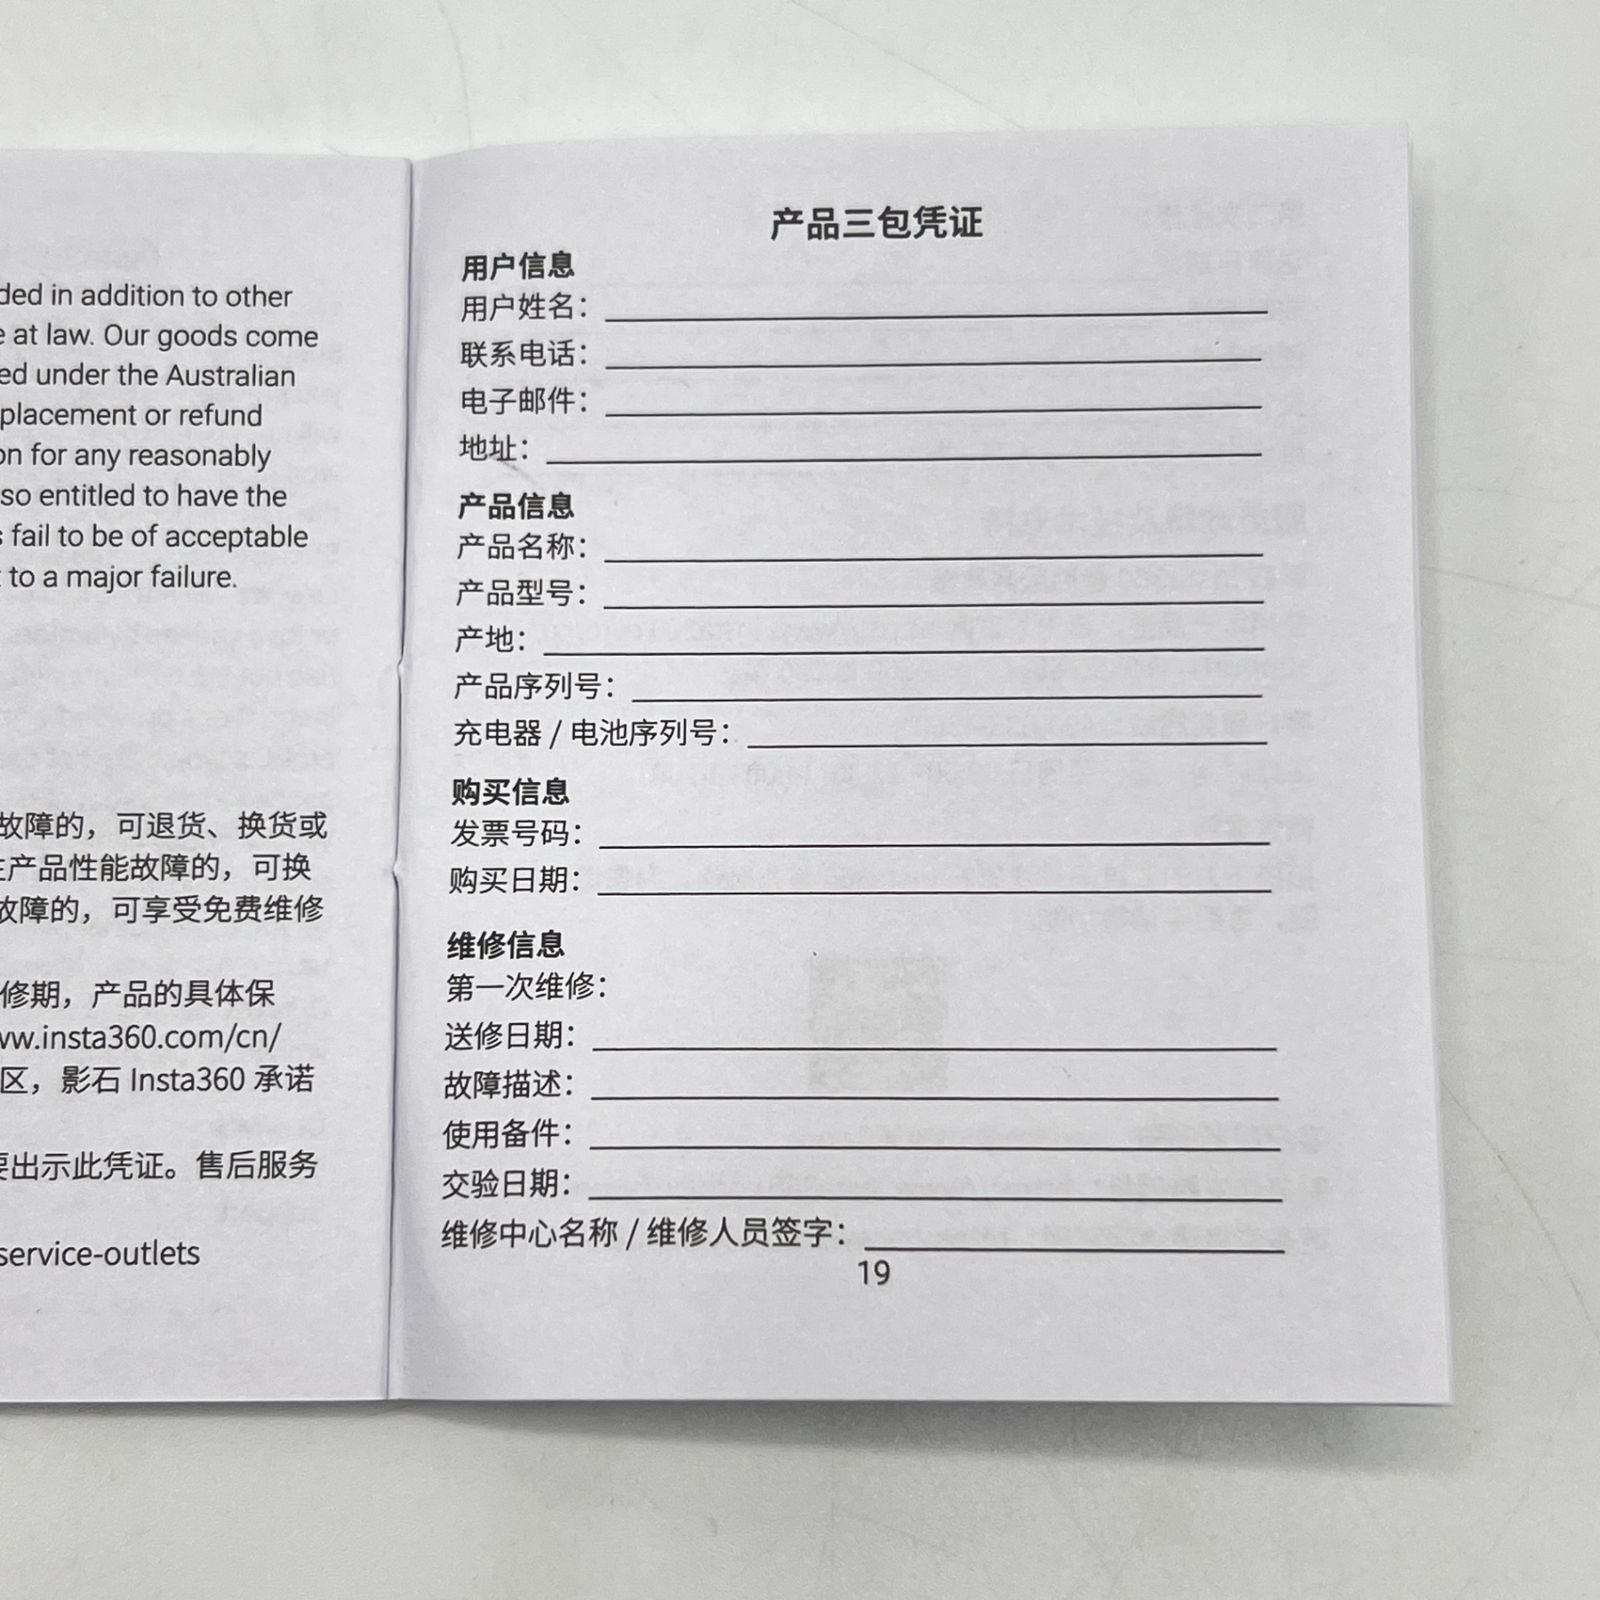 ded in addition to other
e at law. Our goods come
ed under the Australian
placement or refund
on for any reasonably
so entitled to have the
s fail to be of acceptable
t to a major failure.
故障的，可退货、换货或
生产品性能故障的，可换
故障的，可享受免费维修
修期，产品的具体保
ww.insta360.com/cn/
区，影石 Insta360 承诺
要出示此凭证。售后服务
service-outlets
产品三包凭证
用户信息
用户姓名：
联系电话：
电子邮件：
地址：
产品信息
产品名称：
产品型号：
产地：
产品序列号：
充电器 / 电池序列号：
购买信息
发票号码：
购买日期：
维修信息
第一次维修：
送修日期：
故障描述：
使用备件：
交验日期：
维修中心名称 / 维修人员签字：
19